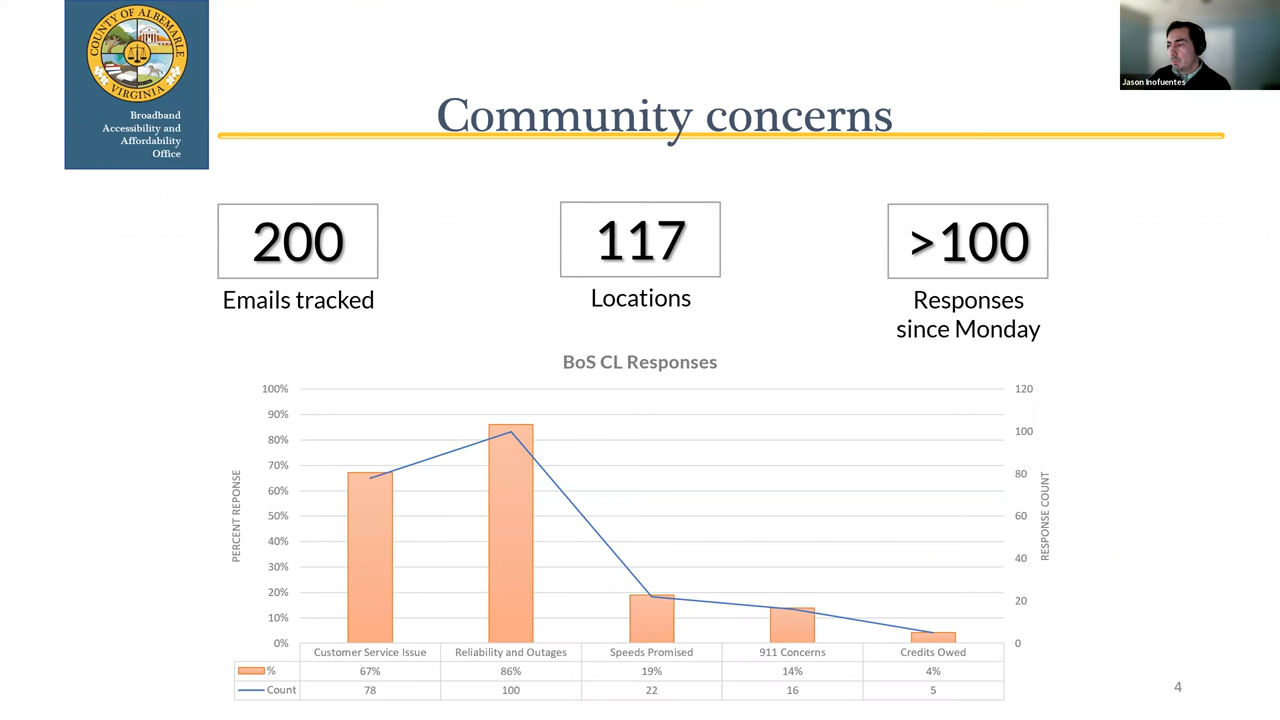 COUNTY OF ALBEMARLE
VIRGINIA
Broadband
Accessibility and
Affordability
Office
Jason Inofuentes
Community concerns
200
Emails tracked
117
Locations
>100
Responses
since Monday
BoS CL Responses
100%
90%
80%
70%
60%
50%
40%
30%
20%
10%
0%
PERCENT REPONSE
120
100
80
60
40
20
0
RESPONSE COUNT
Customer Service Issue Reliability and Outages Speeds Promised 911 Concerns Credits Owed
% 67% 86% 19% 14% 4%
Count 78 100 22 16 5
4